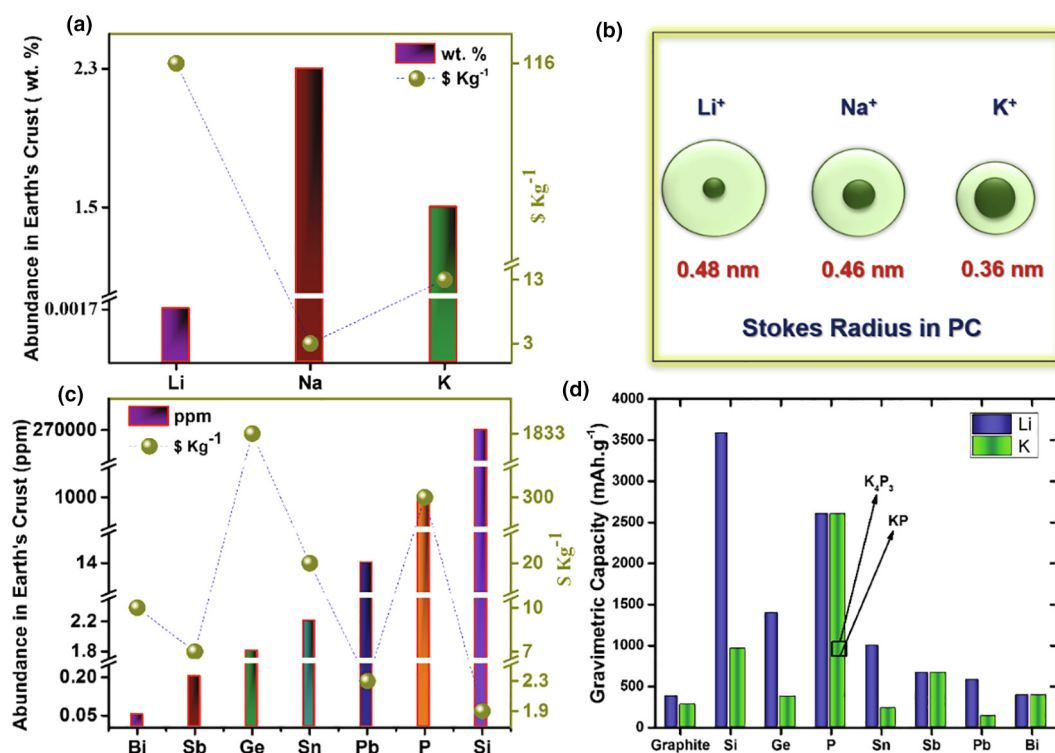 (a)
Abundance in Earth's Crust ( wt. %)
2.3
1.5
0.0017
wt. %
$ Kg-1
116
13
3
$ Kg-1
Li Na K
(b)
Li+ Na+ K+
0.48 nm 0.46 nm 0.36 nm
Stokes Radius in PC
(c)
Abundance in Earth's Crust (ppm)
270000
1000
14
2.2
1.8
0.20
0.05
ppm
$ Kg-1
1833
300
20
10
7
2.3
1.9
$ Kg-1
Bi Sb Ge Sn Pb P Si
(d)
Gravimetric Capacity (mAh.g-1)
4000
3500
3000
2500
2000
1500
1000
500
0
Li
K
K4P3
KP
Graphite Si Ge P Sn Sb Pb Bi